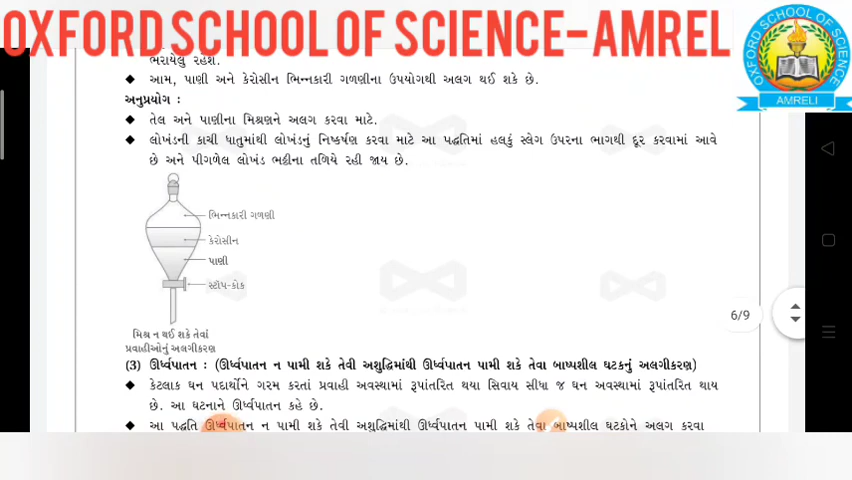 OXFORD SCHOOL OF SCIENCE-AMREL
OXFORD SCHOOL OF SCIENCE
AMRELI
ભરાયેલુ રહેશે.
◆ આમ, પાણી અને કેરોસીન ભિન્નકારી ગળણીના ઉપયોગથી અલગ થઈ શકે છે.
અનુપ્રયોગ :
◆ તેલ અને પાણીના મિશ્રણને અલગ કરવા માટે.
◆ લોખંડની કાચી ધાતુમાંથી લોખંડનું નિષ્કર્ષણ કરવા માટે આ પદ્ધતિમાં હલકું સ્લેગ ઉપરના ભાગથી દૂર કરવામાં આવે
છે અને પીગળેલ લોખંડ ભઠ્ઠીના તળિયે રહી જાય છે.
ભિન્નકારી ગળણી
કેરોસીન
પાણી
સ્ટોપ-કોક
6/9
મિશ્ર ન થઈ શકે તેવાં
પ્રવાહીઓનું અલગીકરણ
(3) ઊર્ધ્વપાતન : (ઊર્ધ્વપાતન ન પામી શકે તેવી અશુદ્ધિમાંથી ઊર્ધ્વપાતન પામી શકે તેવા બાષ્પશીલ ઘટકનું અલગીકરણ)
◆ કેટલાક ઘન પદાર્થોને ગરમ કરતાં પ્રવાહી અવસ્થામાં રૂપાંતરિત થયા સિવાય સીધા જ ઘન અવસ્થામાં રૂપાંતરિત થાય
છે. આ ઘટનાને ઊર્ધ્વપાતન કહે છે.
◆ આ પદ્ધતિ ઊર્ધ્વપાતન ન પામી શકે તેવી અશુદ્ધિમાંથી ઊર્ધ્વપાતન પામી શકે તેવા બાષ્પશીલ ઘટકોને અલગ કરવા